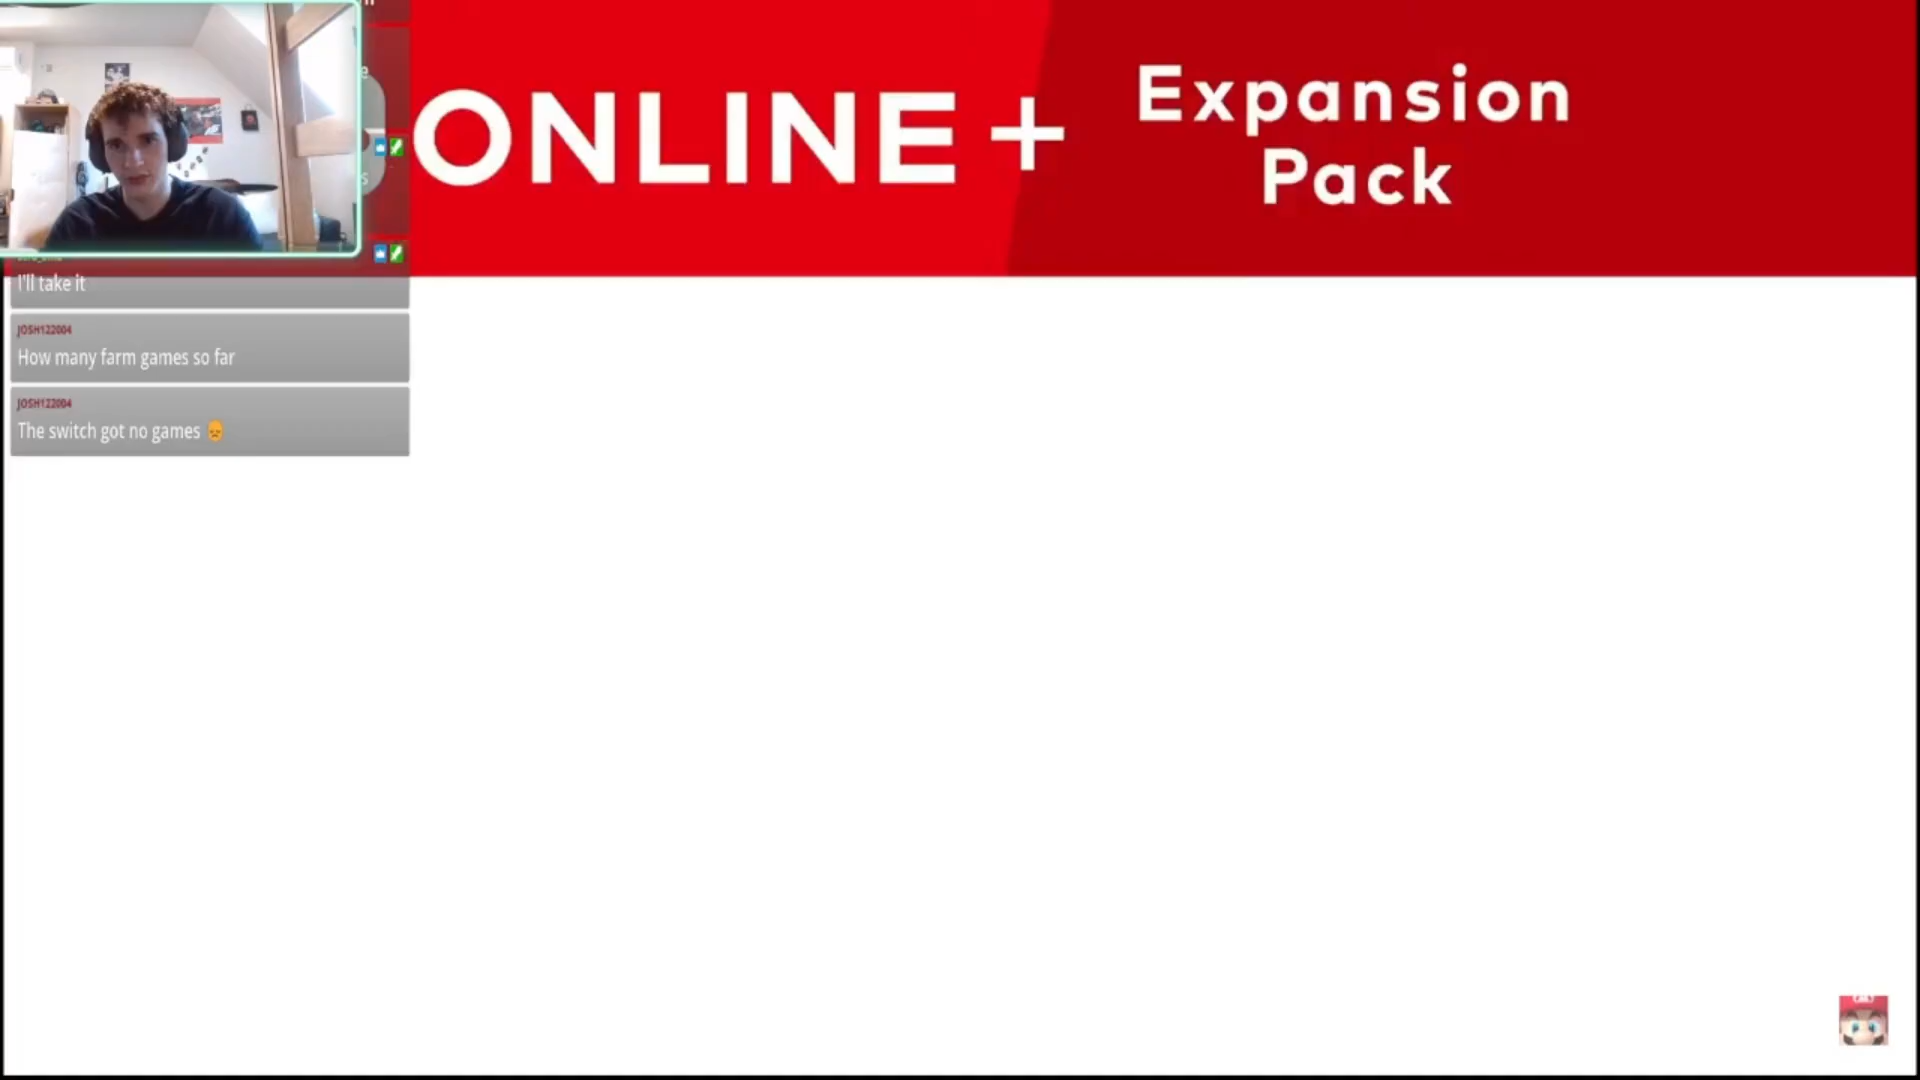 ONLINE +
Expansion
Pack
I'll take it
JOSH122004
How many farm games so far
JOSH122004
The switch got no games